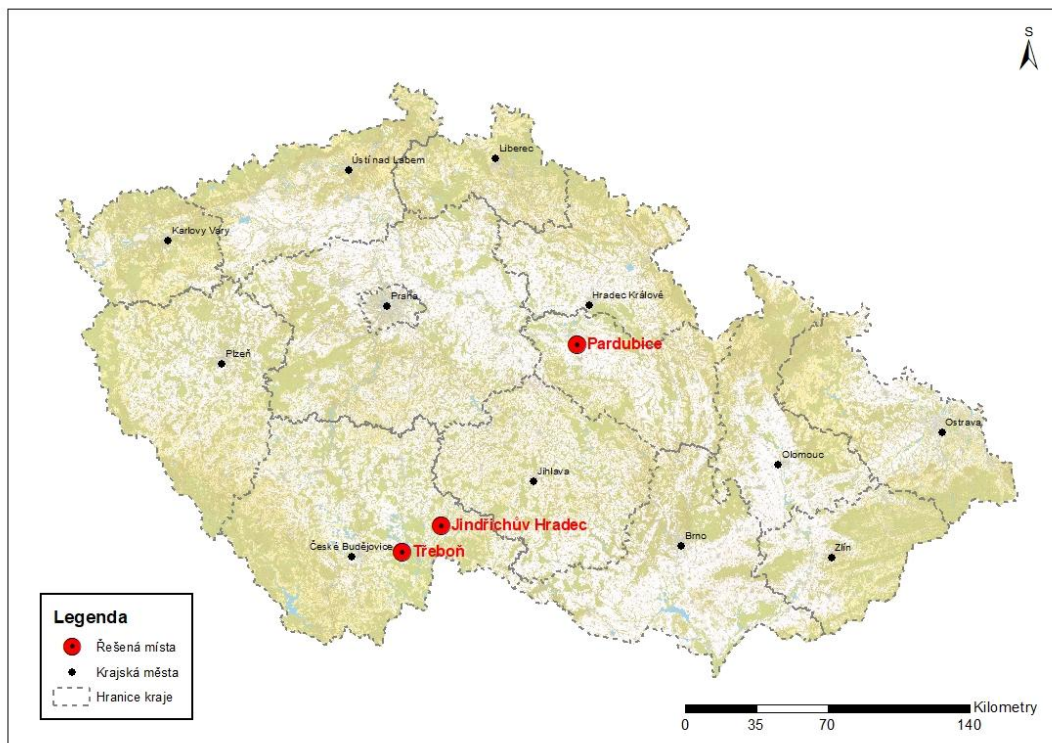 S
Liberec
Ústí nad Labem
Karlovy Vary
Hradec Králové
Praha
Pardubice
Plzeň
Ostrava
Olomouc
Jihlava
Jindřichův Hradec
Brno
České Budějovice
Třeboň
Zlín
Legenda
Řešená místa
Krajská města
Hranice kraje
Kilometry
0 35 70 140